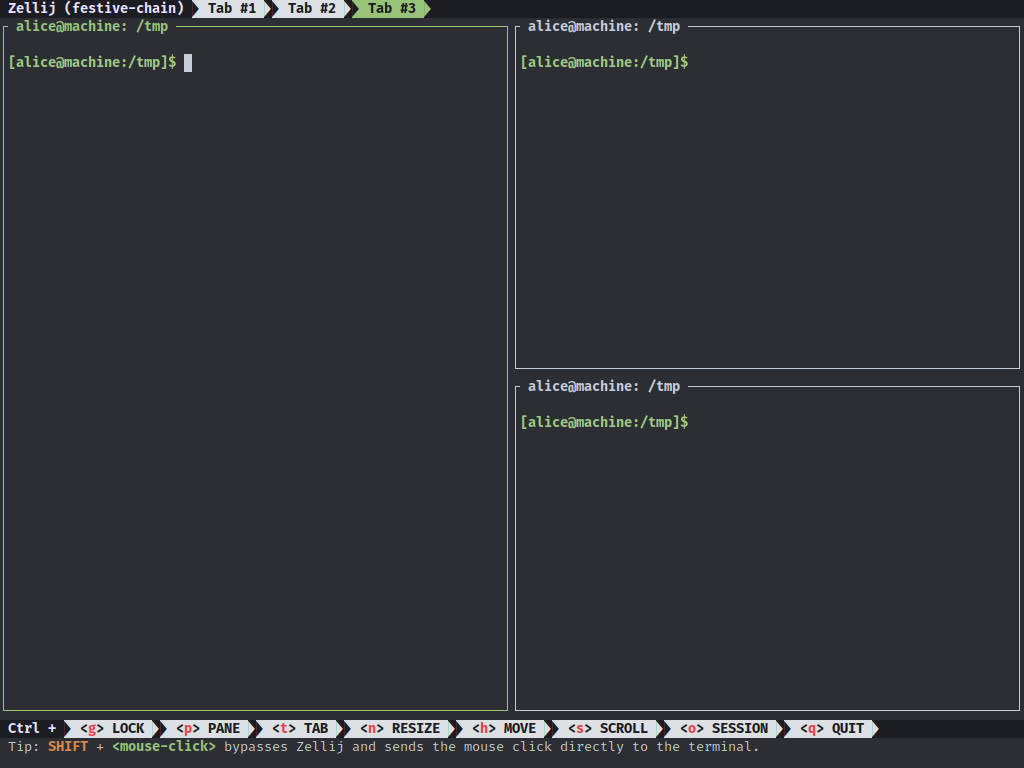 Zellij (festive-chain) Tab #1 Tab #2 Tab #3
alice@machine: /tmp
[alice@machine:/tmp]$
alice@machine: /tmp
[alice@machine:/tmp]$
alice@machine: /tmp
[alice@machine:/tmp]$
Ctrl + <g> LOCK <p> PANE <t> TAB <n> RESIZE <h> MOVE <s> SCROLL <o> SESSION <q> QUIT
Tip: SHIFT + <mouse-click> bypasses Zellij and sends the mouse click directly to the terminal.